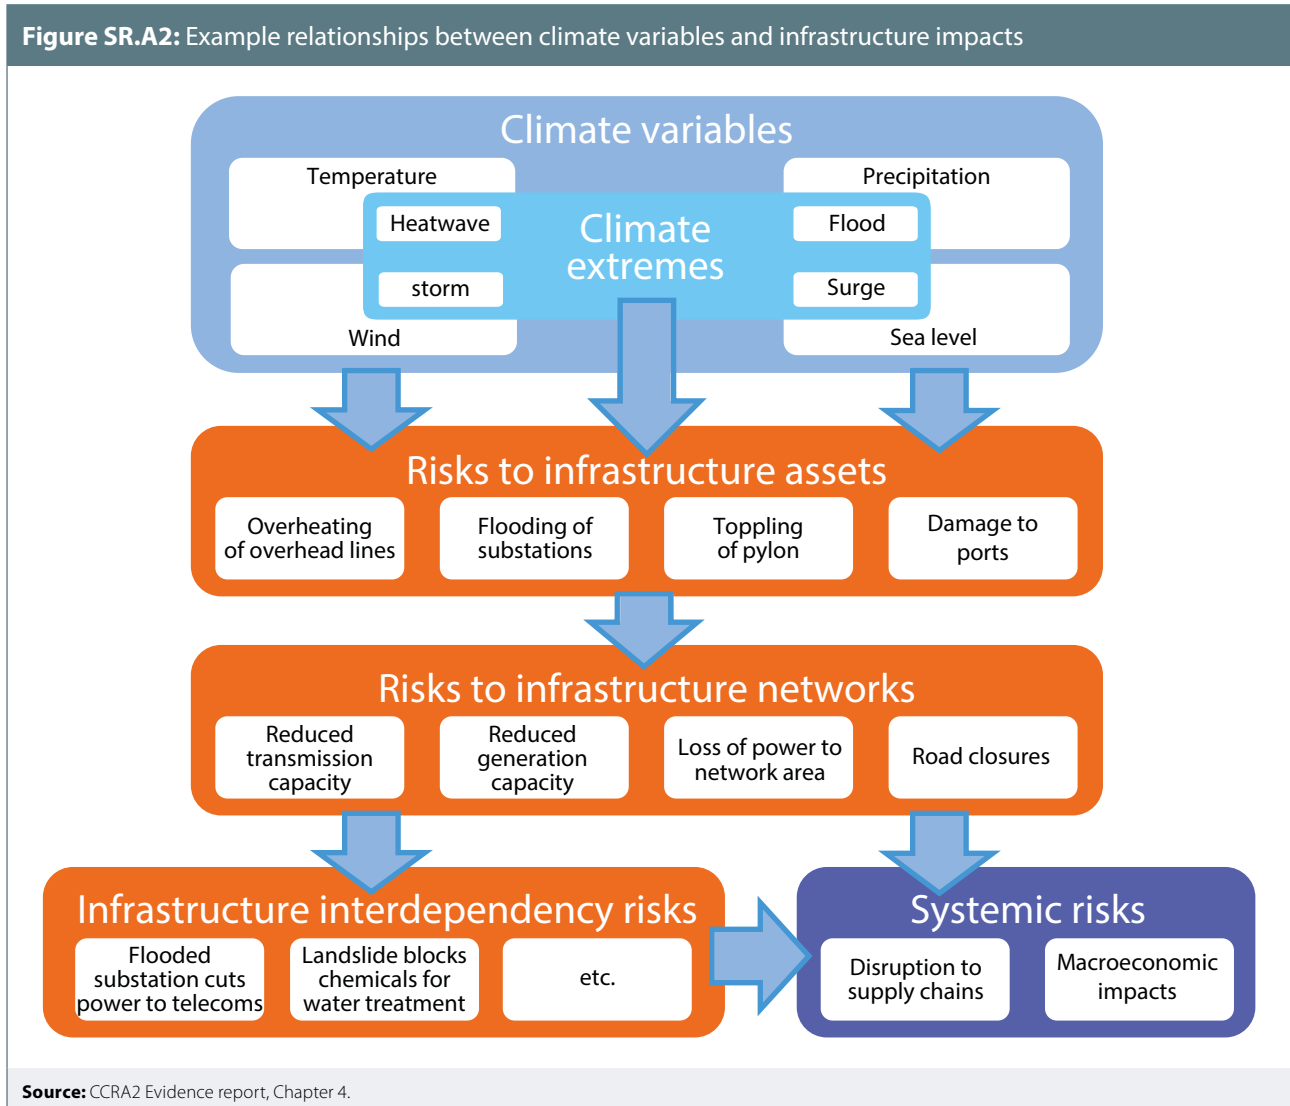 Figure SR.A2: Example relationships between climate variables and infrastructure impacts
Climate variables
Temperature
Precipitation
Heatwave
Climate
extremes
Flood
storm
Surge
Wind
Sea level
Risks to infrastructure assets
Overheating
of overhead lines
Flooding of
substations
Toppling
of pylon
Damage to
ports
Risks to infrastructure networks
Reduced
transmission
capacity
Reduced
generation
capacity
Loss of power to
network area
Road closures
Infrastructure interdependency risks
Flooded
substation cuts
power to telecoms
Landslide blocks
chemicals for
water treatment
etc.
Systemic risks
Disruption to
supply chains
Macroeconomic
impacts
Source: CCRA2 Evidence report, Chapter 4.